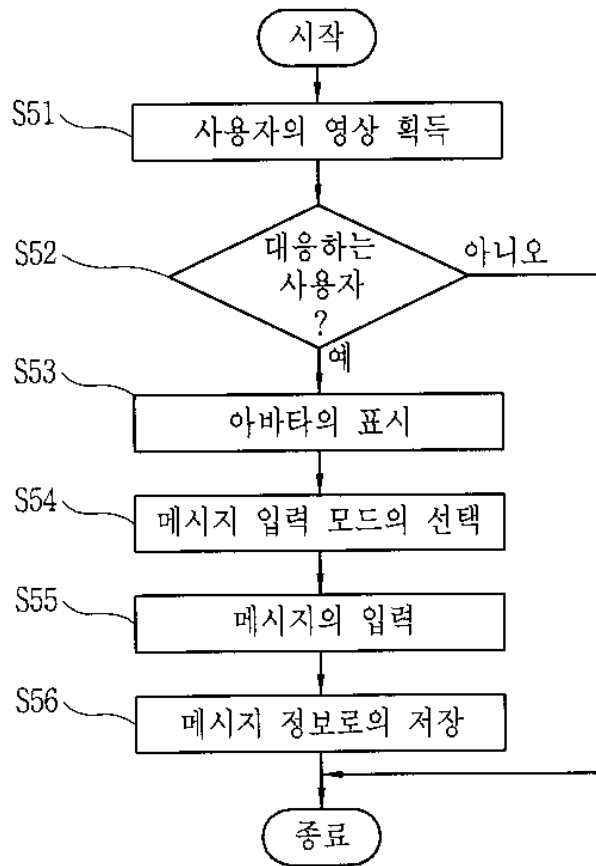 시작
S51
사용자의 영상 획득
S52
대응하는
사용자
?
아니오
예
S53
아바타의 표시
S54
메시지 입력 모드의 선택
S55
메시지의 입력
S56
메시지 정보로의 저장
종료